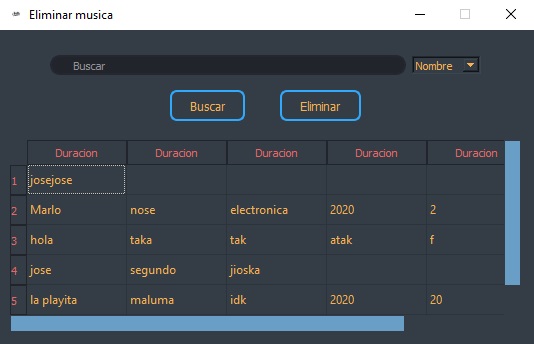 Eliminar musica
Buscar Nombre
Buscar Eliminar
Duracion Duracion Duracion Duracion Duracion
1 josejose
2 Marlo nose electronica 2020 2
3 hola taka tak atak f
4 jose segundo jioska
5 la playita maluma idk 2020 20